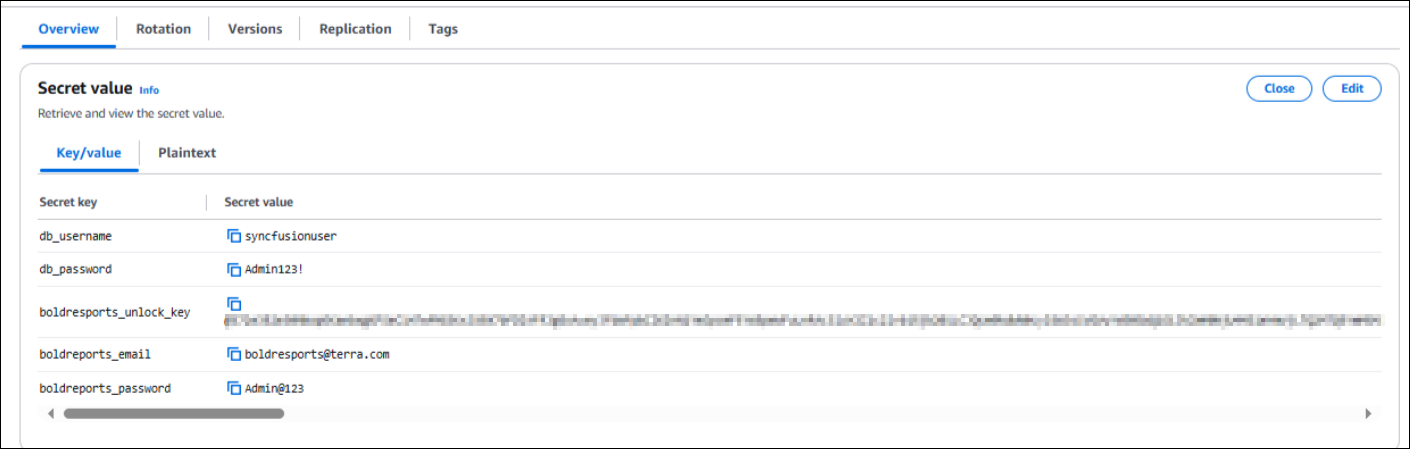 Overview Rotation Versions Replication Tags
Secret value Info Close Edit
Retrieve and view the secret value.
Key/value Plaintext
Secret key Secret value
db_username syncfusionuser
db_password Admin123!
boldresports_unlock_key
boldreports_email boldresports@terra.com
boldreports_password Admin@123